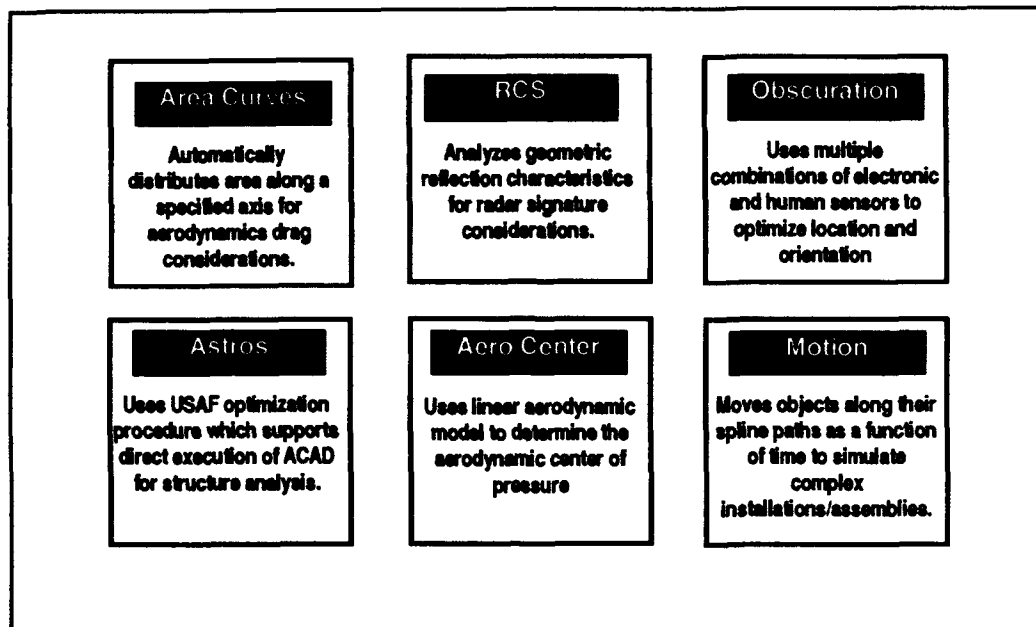 Area Curves
Automatically
distributes area along a
specified axis for
aerodynamics drag
considerations.
RCS
Analyzes geometric
reflection characteristics
for radar signature
considerations.
Obscuration
Uses multiple
combinations of electronic
and human sensors to
optimize location and
orientation
Astros
Uses USAF optimization
procedure which supports
direct execution of ACAD
for structure analysis.
Aero Center
Uses linear aerodynamic
model to determine the
aerodynamic center of
pressure
Motion
Moves objects along their
spline paths as a function
of time to simulate
complex
installations/assemblies.